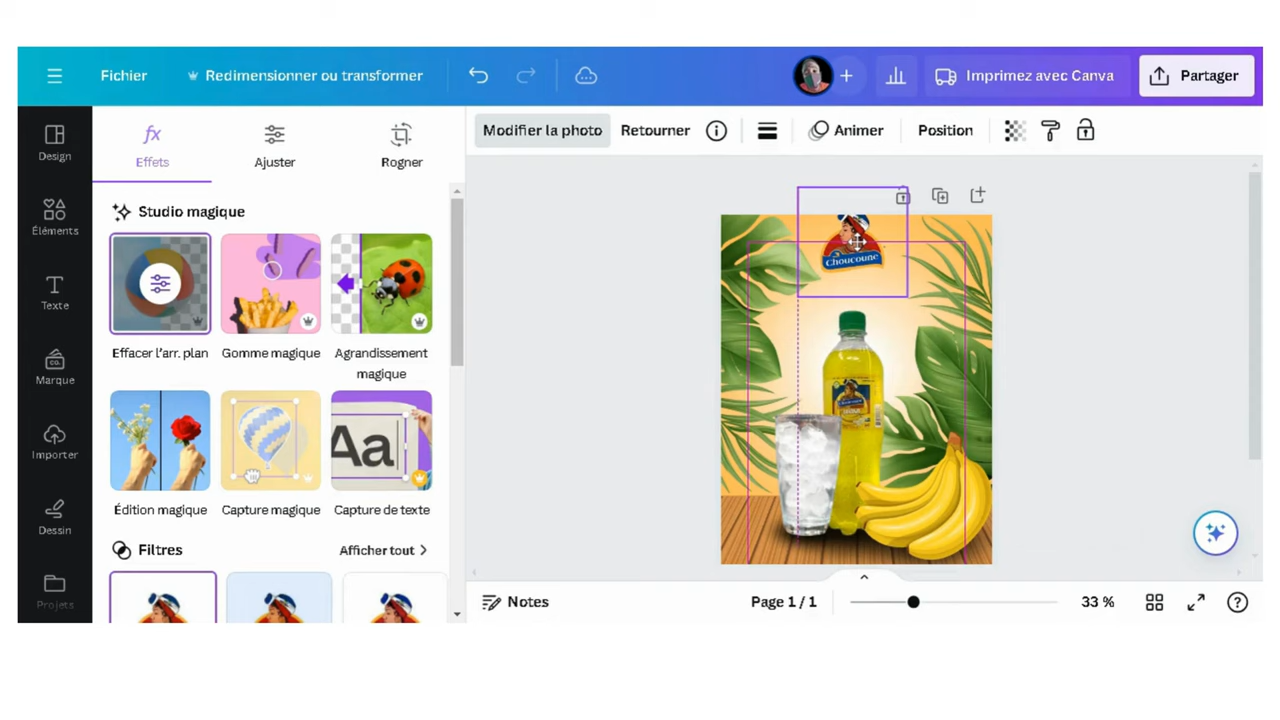 Fichier
Redimensionner ou transformer
Imprimez avec Canva
Partager
Design
Éléments
Texte
Marque
Importer
Dessin
Projets
Effets
Ajuster
Rogner
Modifier la photo
Retourner
Animer
Position
Studio magique
Effacer l'arr. plan
Gomme magique
Agrandissement
magique
Aa
Édition magique
Capture magique
Capture de texte
Filtres
Afficher tout
Choucoune
Choucoune
Notes
Page 1 / 1
33 %